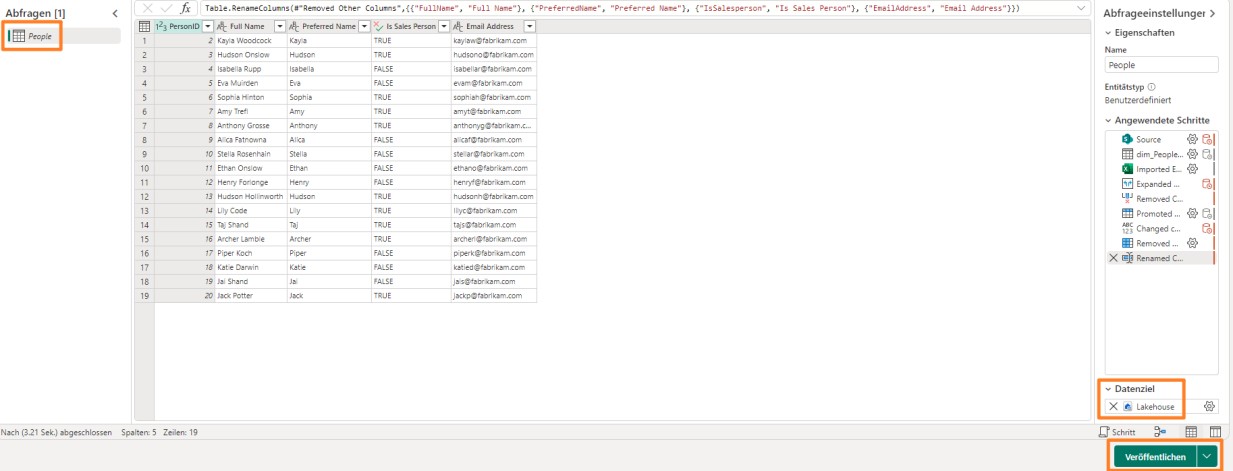 Abfragen [1]
People
Table.RenameColumns(#"Removed Other Columns",{{"FullName", "Full Name"}, {"PreferredName", "Preferred Name"}, {"IsSalesperson", "Is Sales Person"}, {"EmailAddress", "Email Address"}})
PersonID Full Name Preferred Name Is Sales Person Email Address
1 2 Kayla Woodcock Kayla TRUE kaylaw@fabrikam.com
2 3 Hudson Onslow Hudson TRUE hudsono@fabrikam.com
3 4 Isabella Rupp Isabella FALSE isabellar@fabrikam.com
4 5 Eva Muirden Eva FALSE evam@fabrikam.com
5 6 Sophia Hinton Sophia TRUE sophiah@fabrikam.com
6 7 Amy Trefl Amy TRUE amyt@fabrikam.com
7 8 Anthony Grosse Anthony TRUE anthonyg@fabrikam.c...
8 9 Alica Fatnowna Alica FALSE alicaf@fabrikam.com
9 10 Stella Rosenhain Stella FALSE stellar@fabrikam.com
10 11 Ethan Onslow Ethan FALSE ethano@fabrikam.com
11 12 Henry Forlonge Henry FALSE henryf@fabrikam.com
12 13 Hudson Hollinworth Hudson TRUE hudsonh@fabrikam.com
13 14 Lily Code Lily TRUE lilyc@fabrikam.com
14 15 Taj Shand Taj TRUE tajs@fabrikam.com
15 16 Archer Lamble Archer TRUE archerl@fabrikam.com
16 17 Piper Koch Piper FALSE piperk@fabrikam.com
17 18 Katie Darwin Katie FALSE katied@fabrikam.com
18 19 Jai Shand Jai FALSE jais@fabrikam.com
19 20 Jack Potter Jack TRUE jackp@fabrikam.com
Abfrageeinstellunger
Eigenschaften
Name
People
Entitätstyp
Benutzerdefiniert
Angewendete Schritte
Source
dim_People...
Imported E...
Expanded ...
Removed C...
Promoted ...
Changed c...
Removed ...
Renamed C...
Datenziel
Lakehouse
Nach (3.21 Sek.) abgeschlossen Spalten: 5 Zeilen: 19
Schritt
Veröffentlichen